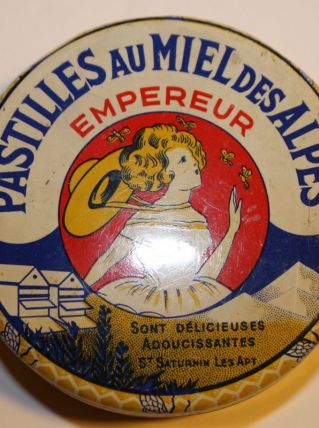 PASTILLES AU MIEL DES ALPES
EMPEREUR
SONT DÉLICIEUSES
ADOUCISSANTES
ST SATURNIN LES APT